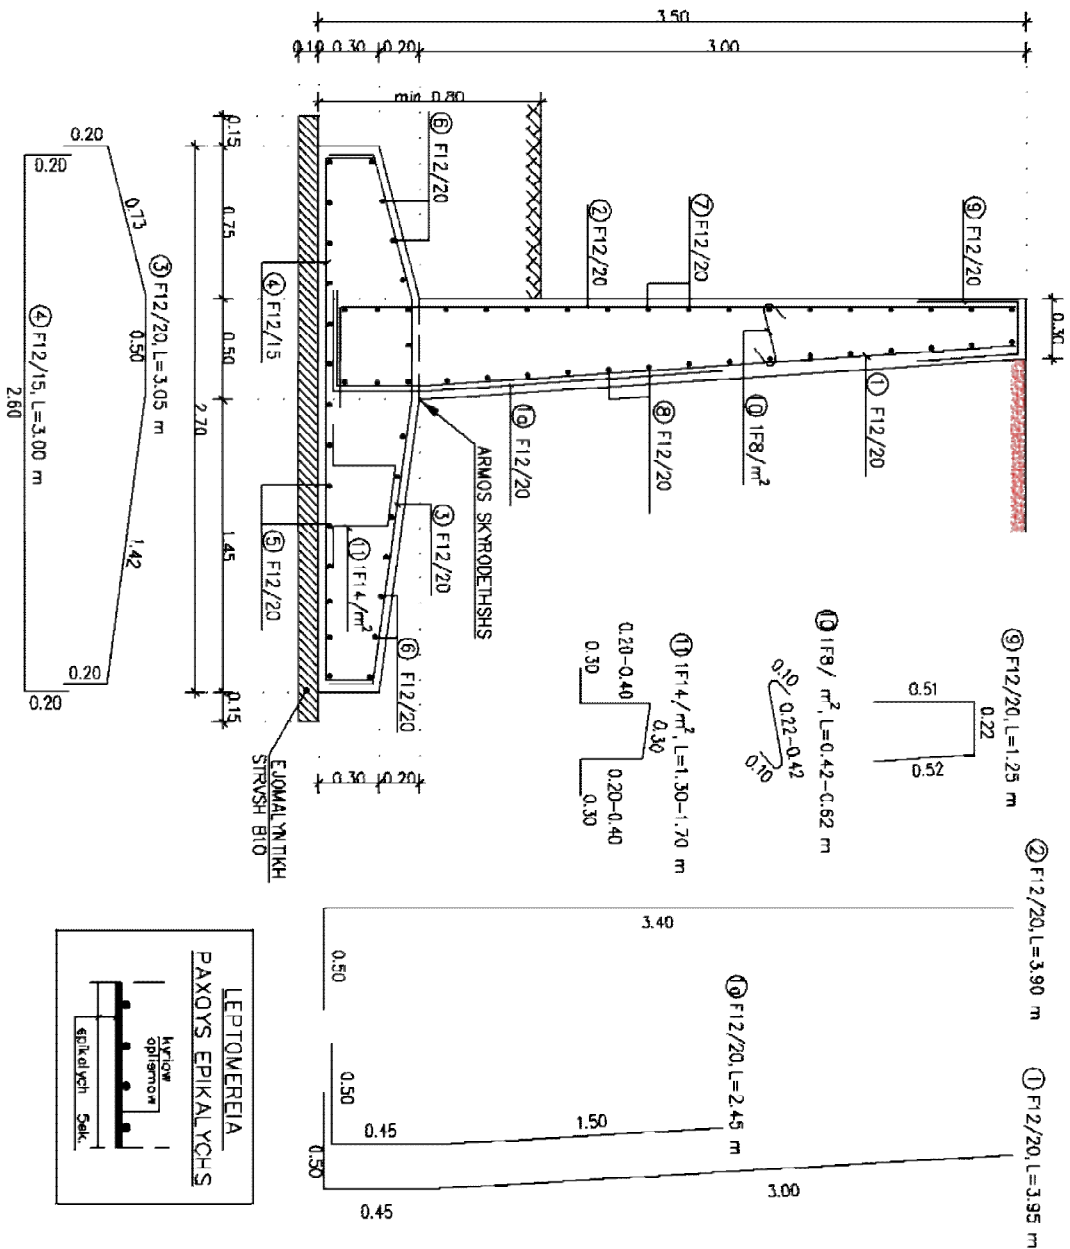 3.50
0.10
0.30
0.20
3.00
min 0.80
0.15
0.75
0.50
1.45
0.15
2.70
0.30
0.30
0.20
⑥ F12/20
② F12/20
⑦ F12/20
⑨ F12/20
④ F12/15
⑩ 1F8/m²
① F12/20
1a F12/20
⑧ F12/20
ARMOS SKYRODETHSHS
③ F12/20
⑤ F12/20
⑪ 1F14/m²
⑥ F12/20
EJOMALYNTIKH
STRVSH B10
0.20
0.20
0.73
③ F12/20, L=3.05 m
0.50
1.42
0.20
0.20
④ F12/15, L=3.00 m
2.60
⑨ F12/20, L=1.25 m
0.51
0.22
0.52
⑩ 1F8/ m², L=0.42-0.62 m
0.10
0.22-0.42
0.10
⑪ 1F14/m², L=1.30-1.70 m
0.20-0.40
0.30
0.30
0.20-0.40
0.30
② F12/20, L=3.90 m
3.40
0.50
1a F12/20, L=2.45 m
0.50
0.45
1.50
① F12/20, L=3.95 m
0.50
0.45
3.00
LEPTOMEREIA
PAXOYS EPIKALYCHS
kyriow
oplismow
epikalych 5ek.